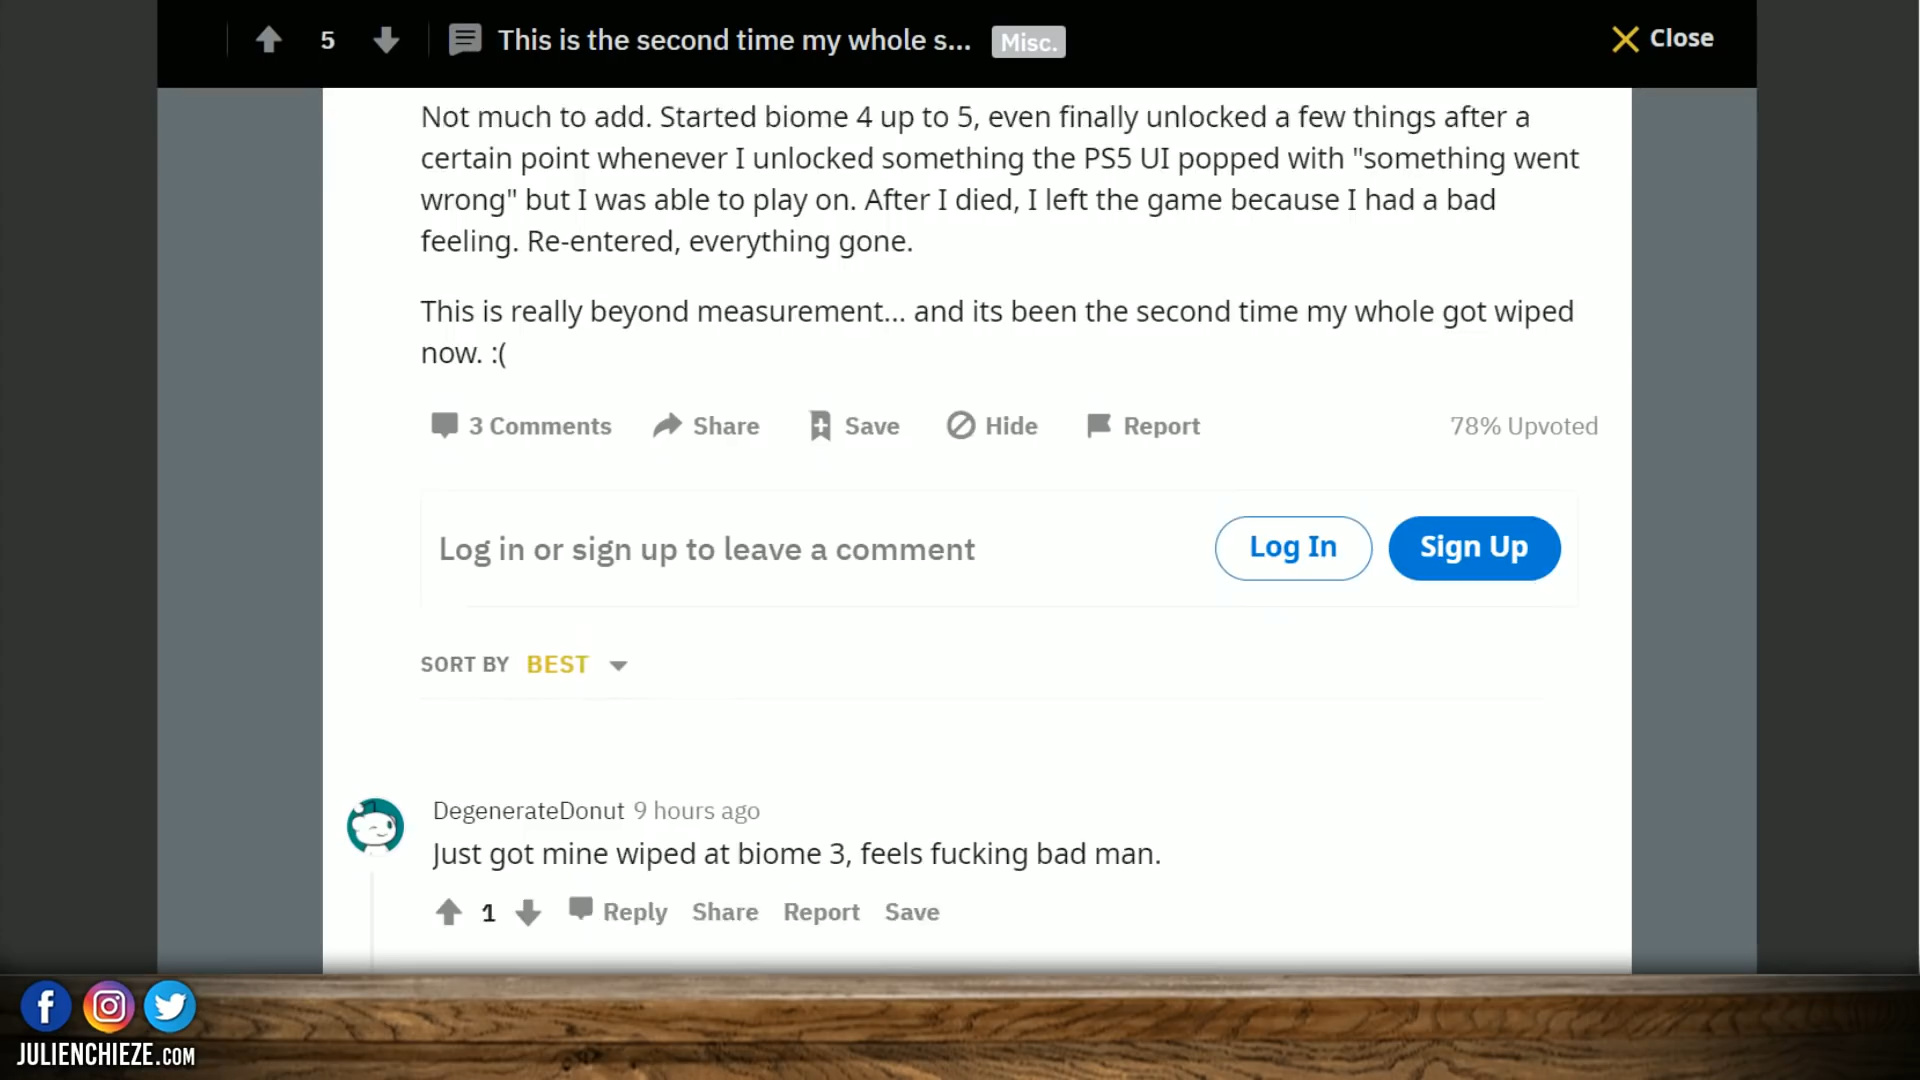 5
This is the second time my whole s...
Misc.
Close
Not much to add. Started biome 4 up to 5, even finally unlocked a few things after a
certain point whenever I unlocked something the PS5 UI popped with "something went
wrong" but I was able to play on. After I died, I left the game because I had a bad
feeling. Re-entered, everything gone.
This is really beyond measurement... and its been the second time my whole got wiped
now. :(
3 Comments
Share
Save
Hide
Report
78% Upvoted
Log in or sign up to leave a comment
Log In
Sign Up
SORT BY BEST
DegenerateDonut 9 hours ago
Just got mine wiped at biome 3, feels fucking bad man.
1
Reply
Share
Report
Save
JULIENCHIEZE.COM